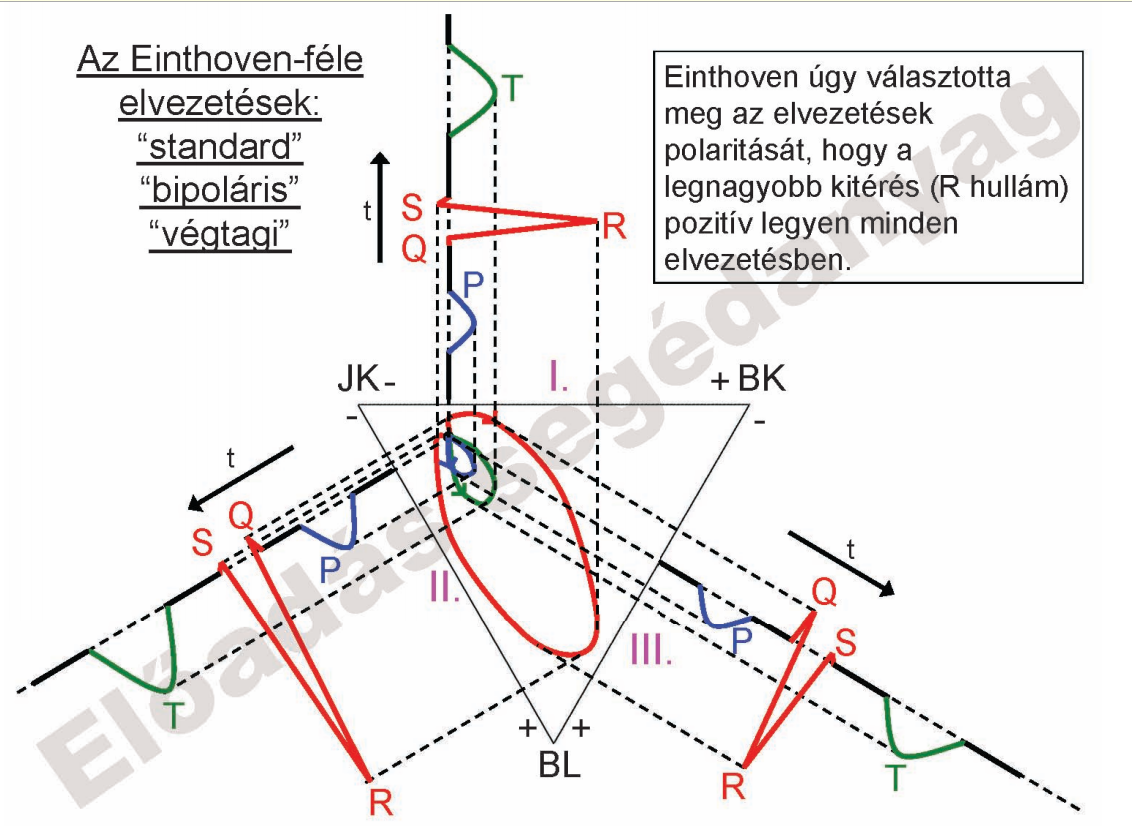 Az Einthoven-féle
elvezetések:
“standard”
“bipoláris”
“végtagi”
Einthoven úgy választotta
meg az elvezetések
polaritását, hogy a
legnagyobb kitérés (R hullám)
pozitív legyen minden
elvezetésben.
T
t
S
R
Q
P
JK -
I.
+ BK
-
-
t
Q
S
P
II.
T
R
t
Q
P
S
III.
+ +
BL
R
T
Előadás segédanyag